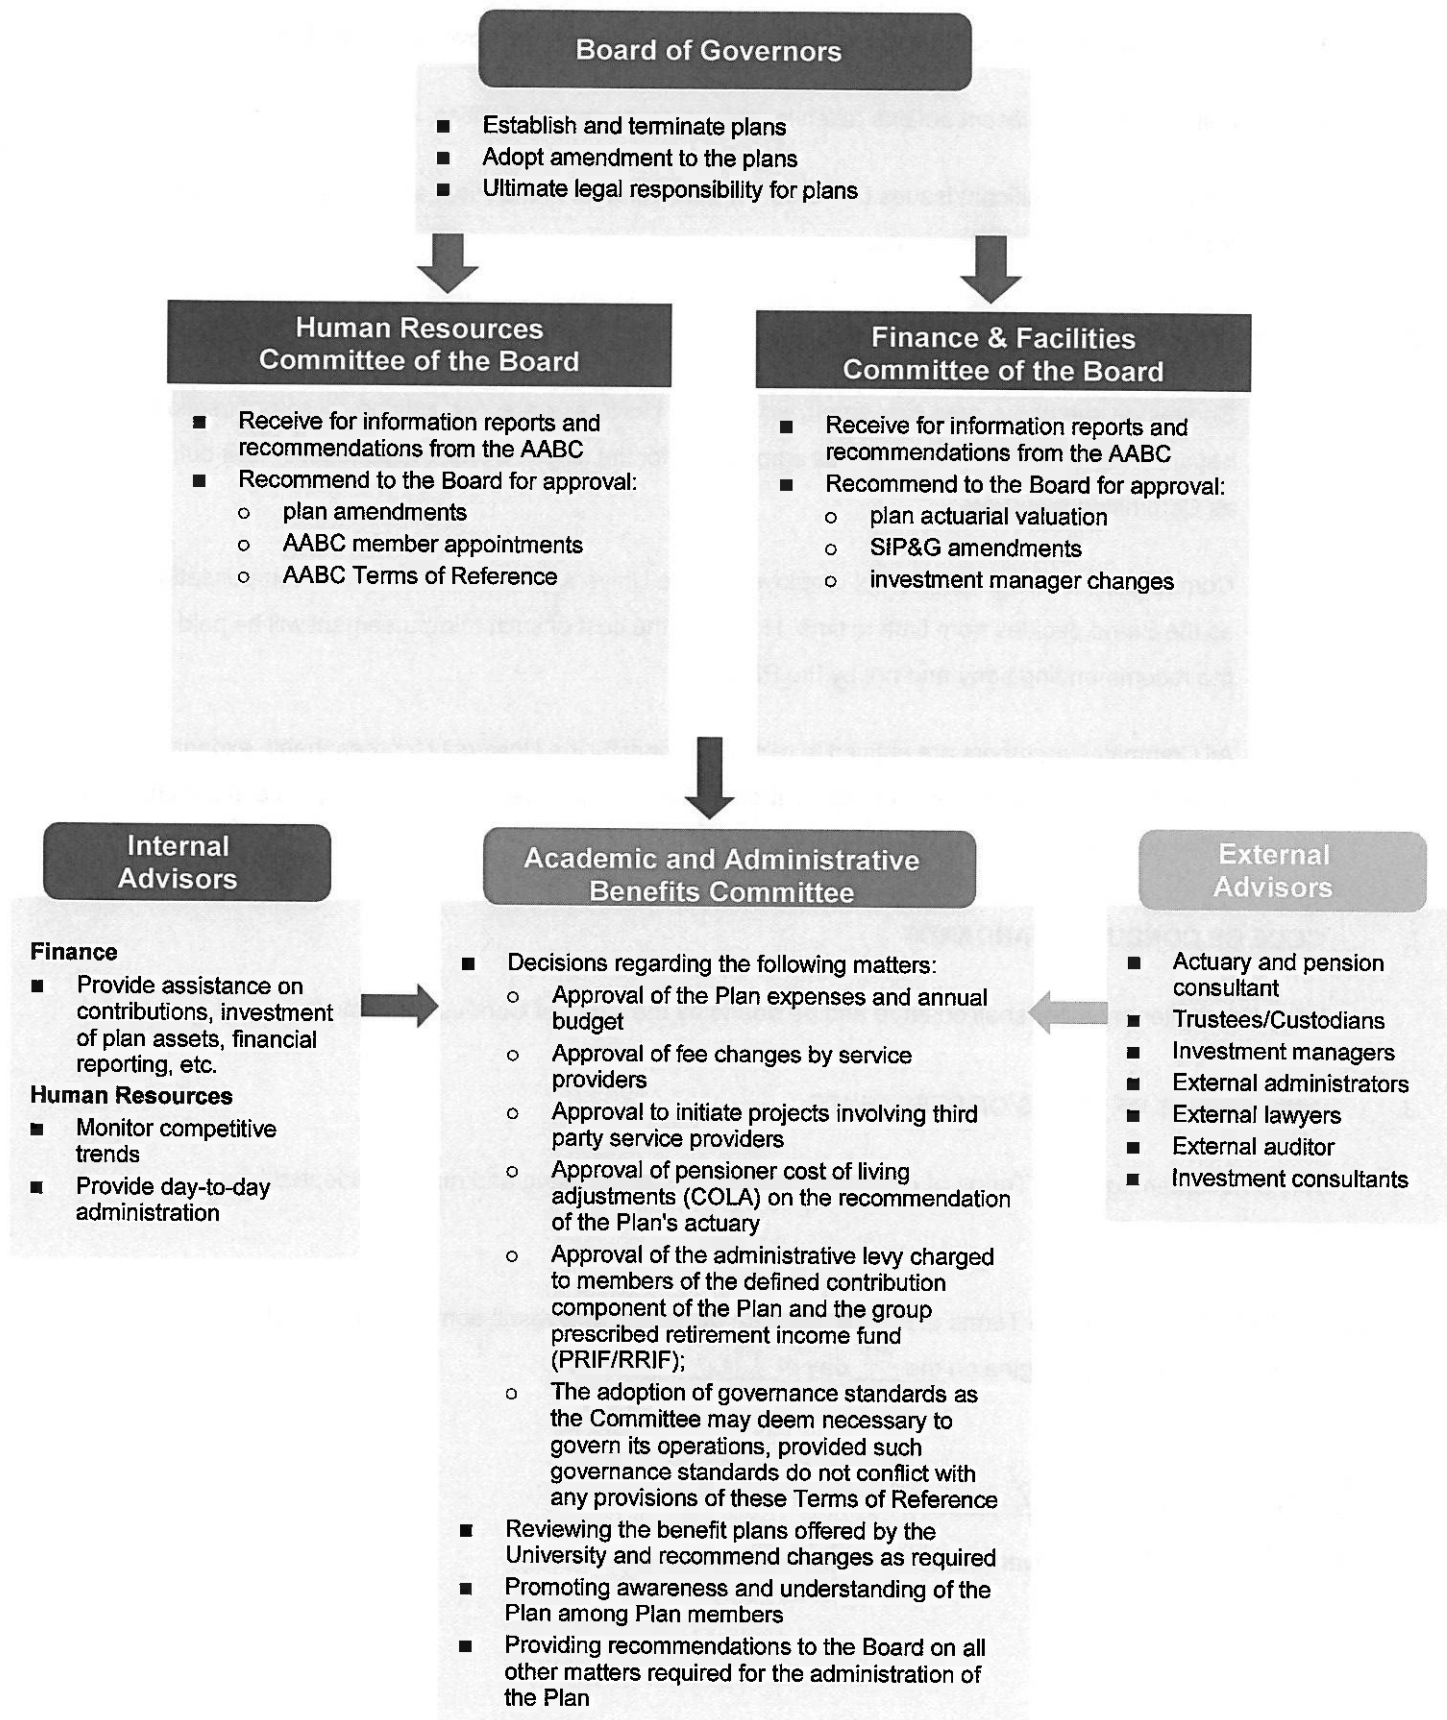 Board of Governors
■ Establish and terminate plans
■ Adopt amendment to the plans
■ Ultimate legal responsibility for plans
Human Resources
Committee of the Board
■ Receive for information reports and
recommendations from the AABC
■ Recommend to the Board for approval:
o plan amendments
o AABC member appointments
o AABC Terms of Reference
Finance & Facilities
Committee of the Board
■ Receive for information reports and
recommendations from the AABC
■ Recommend to the Board for approval:
o plan actuarial valuation
o SIP&G amendments
o investment manager changes
Internal
Advisors
Finance
■ Provide assistance on
contributions, investment
of plan assets, financial
reporting, etc.
Human Resources
■ Monitor competitive
trends
■ Provide day-to-day
administration
Academic and Administrative
Benefits Committee
■ Decisions regarding the following matters:
o Approval of the Plan expenses and annual
budget
o Approval of fee changes by service
providers
o Approval to initiate projects involving third
party service providers
o Approval of pensioner cost of living
adjustments (COLA) on the recommendation
of the Plan's actuary
o Approval of the administrative levy charged
to members of the defined contribution
component of the Plan and the group
prescribed retirement income fund
(PRIF/RRIF);
o The adoption of governance standards as
the Committee may deem necessary to
govern its operations, provided such
governance standards do not conflict with
any provisions of these Terms of Reference
■ Reviewing the benefit plans offered by the
University and recommend changes as required
■ Promoting awareness and understanding of the
Plan among Plan members
■ Providing recommendations to the Board on all
other matters required for the administration of
the Plan
External
Advisors
■ Actuary and pension
consultant
■ Trustees/Custodians
■ Investment managers
■ External administrators
■ External lawyers
■ External auditor
■ Investment consultants